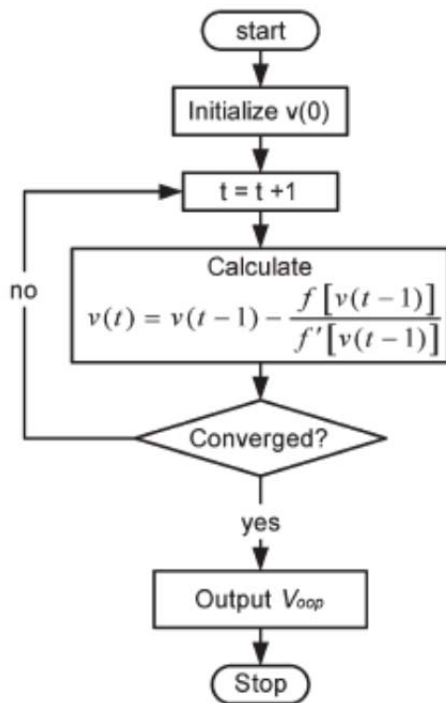 start
Initialize v(0)
t = t +1
no
Calculate
v(t) = v(t−1) − f[v(t−1)] / f'[v(t−1)]
Converged?
yes
Output Voop
Stop